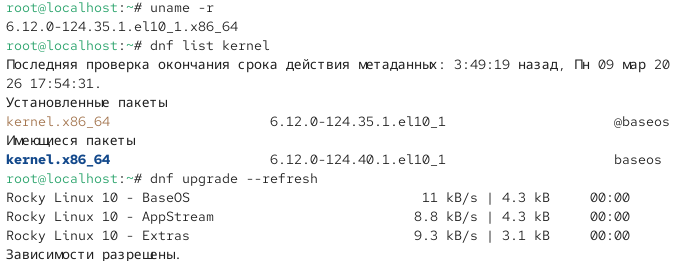 root@localhost:~# uname -r
6.12.0-124.35.1.el10_1.x86_64
root@localhost:~# dnf list kernel
Последняя проверка окончания срока действия метаданных: 3:49:19 назад, Пн 09 мар 20
26 17:54:31.
Установленные пакеты
kernel.x86_64 6.12.0-124.35.1.el10_1 @baseos
Имеющиеся пакеты
kernel.x86_64 6.12.0-124.40.1.el10_1 baseos
root@localhost:~# dnf upgrade --refresh
Rocky Linux 10 - BaseOS 11 kB/s | 4.3 kB 00:00
Rocky Linux 10 - AppStream 8.8 kB/s | 4.3 kB 00:00
Rocky Linux 10 - Extras 9.3 kB/s | 3.1 kB 00:00
Зависимости разрешены.